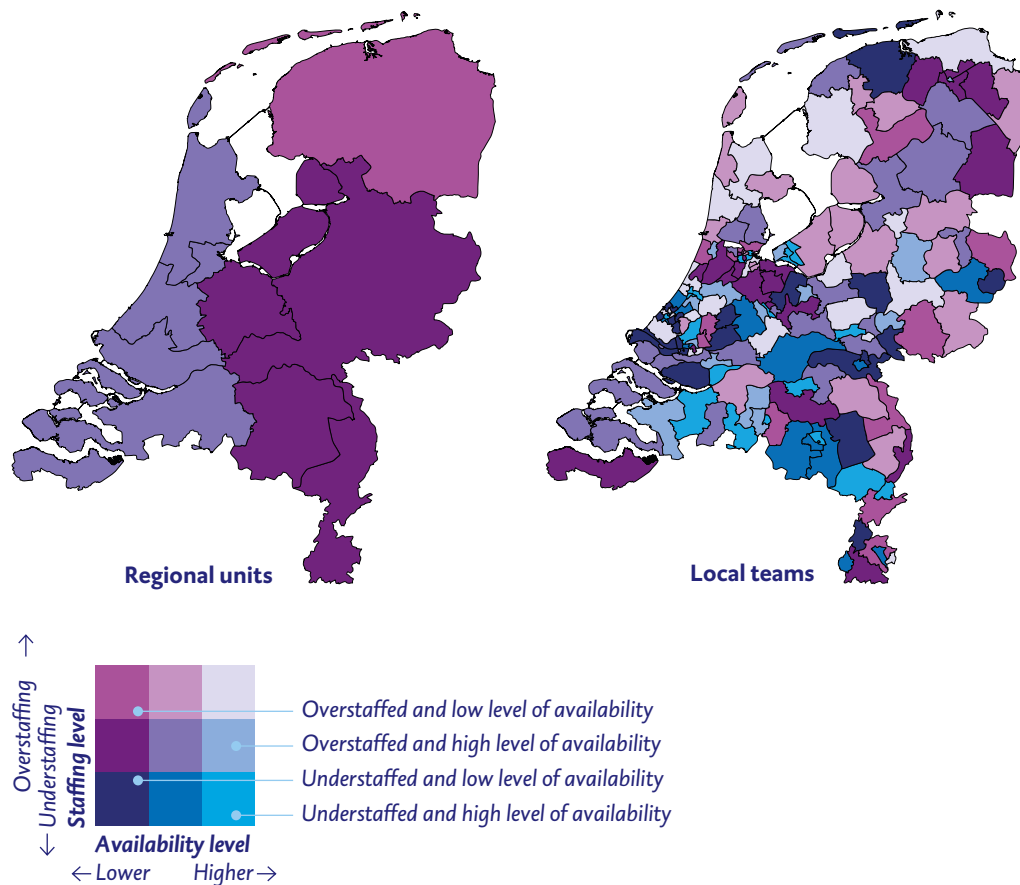 Regional units
Local teams
Understaffing Overstaffing
← →
Staffing level
Overstaffed and low level of availability
Overstaffed and high level of availability
Understaffed and low level of availability
Understaffed and high level of availability
Availability level
← Lower Higher →